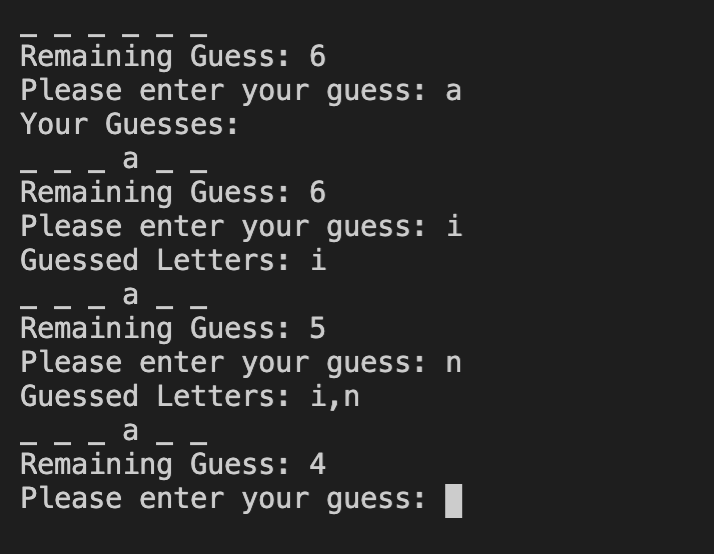 _ _ _ _ _ _
Remaining Guess: 6
Please enter your guess: a
Your Guesses:
_ _ _ a _ _
Remaining Guess: 6
Please enter your guess: i
Guessed Letters: i
_ _ _ a _ _
Remaining Guess: 5
Please enter your guess: n
Guessed Letters: i,n
_ _ _ a _ _
Remaining Guess: 4
Please enter your guess: